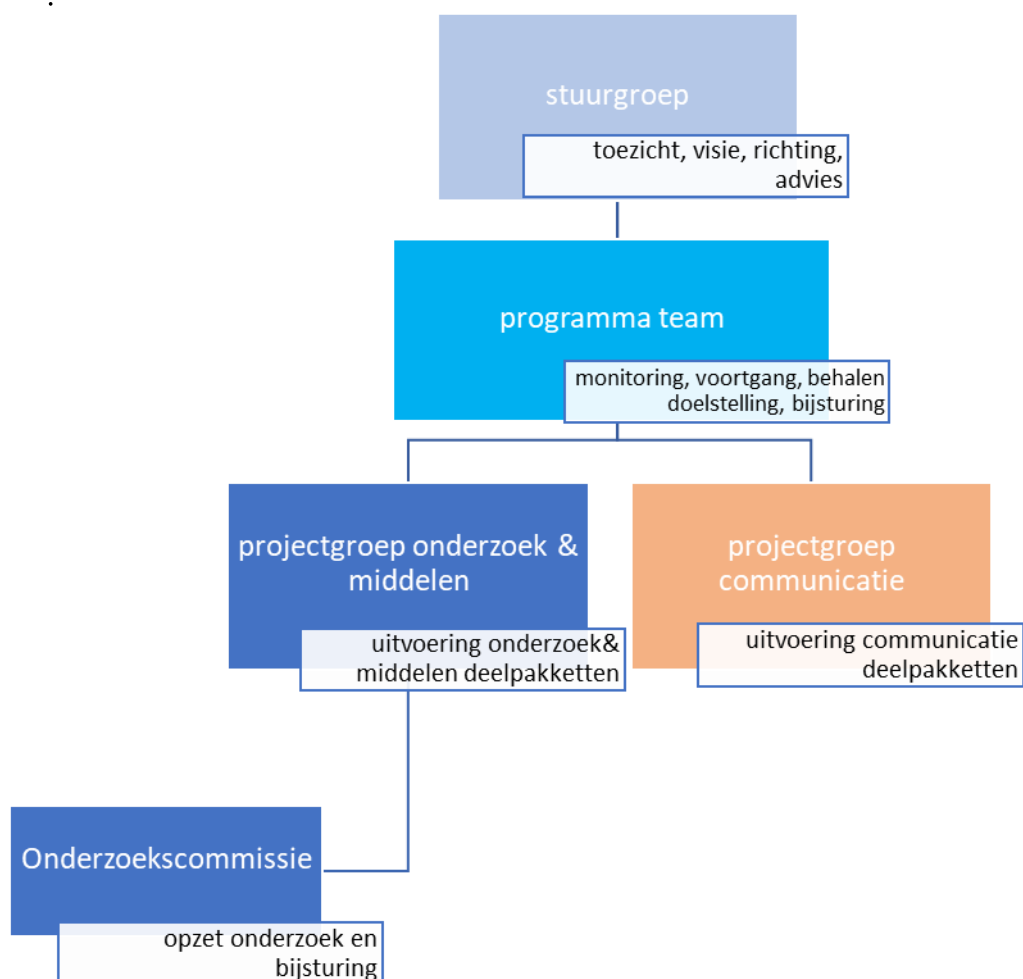 .
stuurgroep
toezicht, visie, richting,
advies
programma team
monitoring, voortgang, behalen
doelstelling, bijsturing
projectgroep onderzoek &
middelen
uitvoering onderzoek&
middelen deelpakketten
projectgroep
communicatie
uitvoering communicatie
deelpakketten
Onderzoekscommissie
opzet onderzoek en
bijsturing